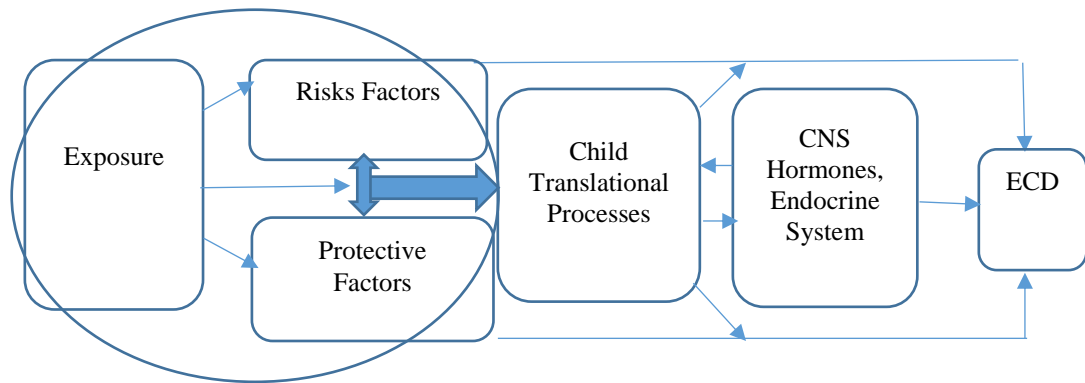 Exposure
Risks Factors
Protective
Factors
Child
Translational
Processes
CNS
Hormones,
Endocrine
System
ECD